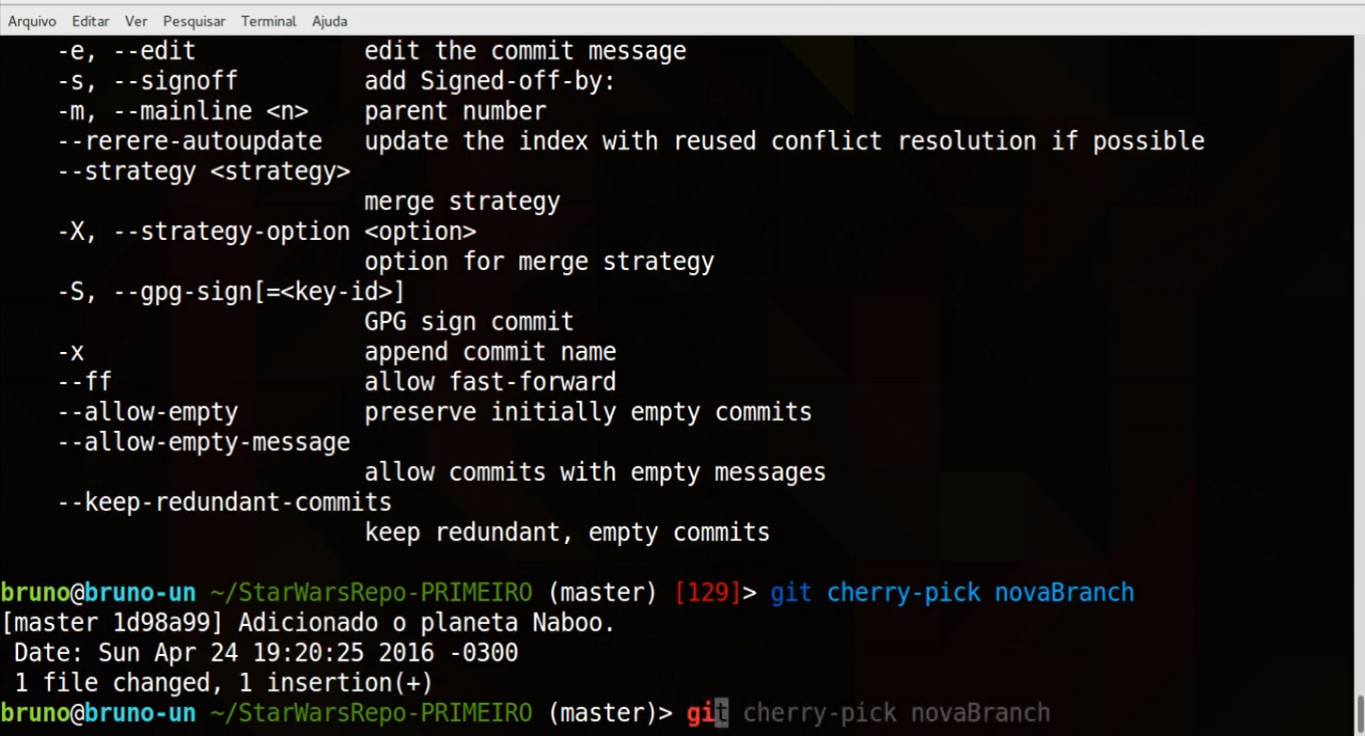 Arquivo Editar Ver Pesquisar Terminal Ajuda
-e, --edit edit the commit message
-s, --signoff add Signed-off-by:
-m, --mainline <n> parent number
--rerere-autoupdate update the index with reused conflict resolution if possible
--strategy <strategy>
merge strategy
-X, --strategy-option <option>
option for merge strategy
-S, --gpg-sign[=<key-id>]
GPG sign commit
-x append commit name
--ff allow fast-forward
--allow-empty preserve initially empty commits
--allow-empty-message
allow commits with empty messages
--keep-redundant-commits
keep redundant, empty commits
bruno@bruno-un ~/StarWarsRepo-PRIMEIRO (master) [129]> git cherry-pick novaBranch
[master 1d98a99] Adicionado o planeta Naboo.
Date: Sun Apr 24 19:20:25 2016 -0300
1 file changed, 1 insertion(+)
bruno@bruno-un ~/StarWarsRepo-PRIMEIRO (master)> git cherry-pick novaBranch